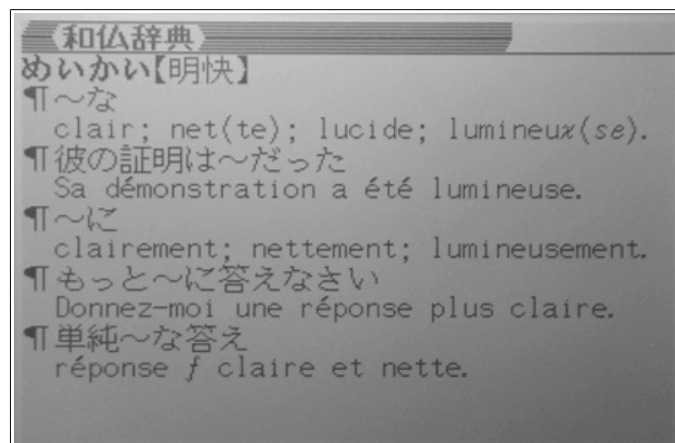 和仏辞典
めいかい【明快】
¶～な
clair; net(te); lucide; lumineux(se).
¶彼の証明は～だった
Sa démonstration a été lumineuse.
¶～に
clairement; nettement; lumineusement.
¶もっと～に答えなさい
Donnez-moi une réponse plus claire.
¶単純～な答え
réponse f claire et nette.